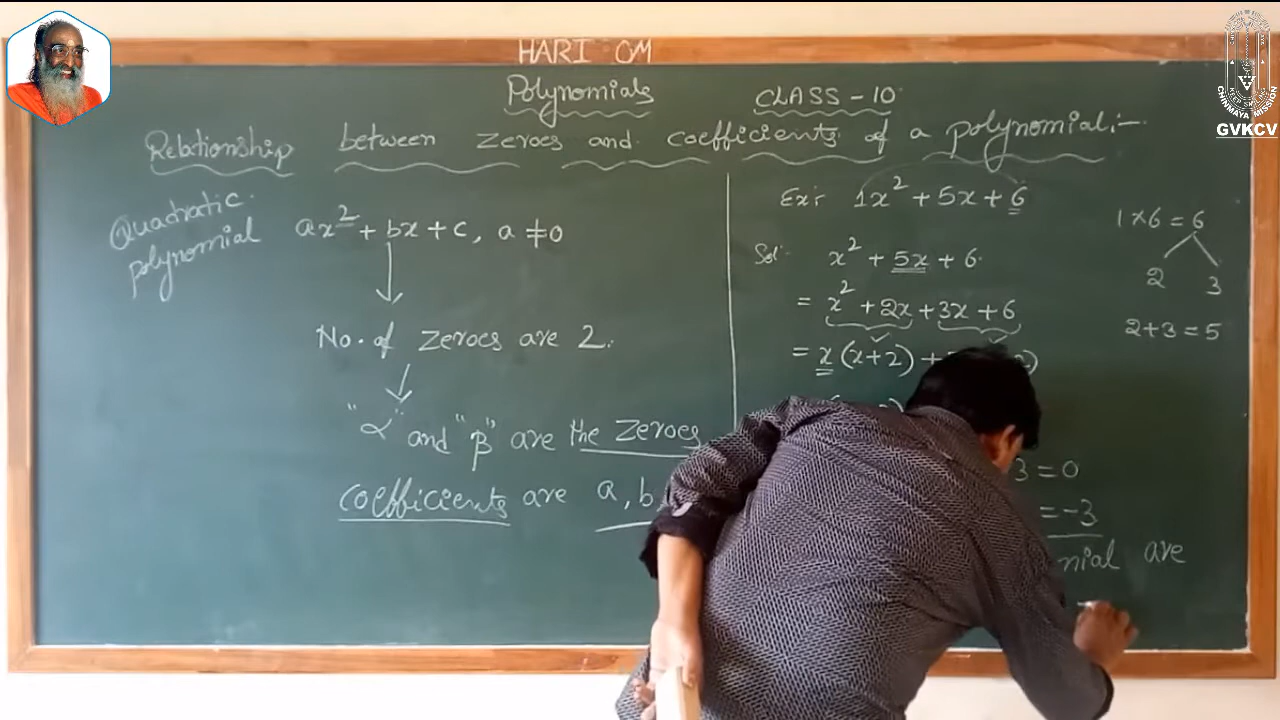 HARI OM
Polynomials
CLASS - 10
Relationship between zeroes and coefficients of a polynomial :-
Quadratic polynomial
ax² + bx + c, a ≠ 0
No. of zeroes are 2.
"α" and "β" are the zeroes
coefficients are a, b,
Ex:- 1x² + 5x + 6
Sol:- x² + 5x + 6
= x² + 2x + 3x + 6
= x(x+2) +
3 = 0
= -3
are
1 × 6 = 6
2 3
2 + 3 = 5
CHINMAYA MISSION
GVKCV